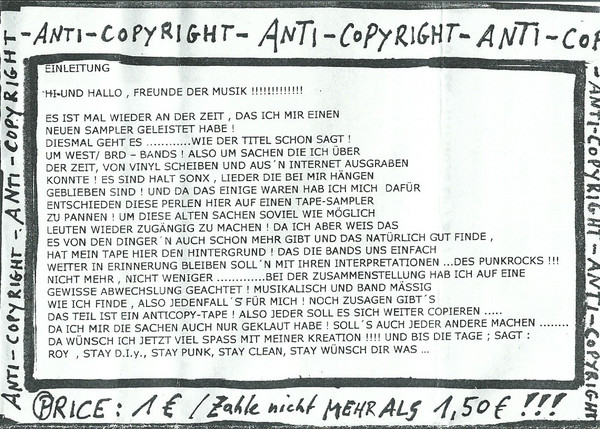 -ANTI-COPYRIGHT- ANTI-COPYRIGHT-ANTI-COP
EINLEITUNG
HI UND HALLO , FREUNDE DER MUSIK !!!!!!!!!!!!!!
ES IST MAL WIEDER AN DER ZEIT , DAS ICH MIR EINEN
NEUEN SAMPLER GELEISTET HABE !
DIESMAL GEHT ES ............WIE DER TITEL SCHON SAGT !
UM WEST/ BRD – BANDS ! ALSO UM SACHEN DIE ICH ÜBER
DER ZEIT, VON VINYL SCHEIBEN UND AUS´N INTERNET AUSGRABEN
KONNTE ! ES SIND HALT SONX , LIEDER DIE BEI MIR HÄNGEN
GEBLIEBEN SIND ! UND DA DAS EINIGE WAREN HAB ICH MICH DAFÜR
ENTSCHIEDEN DIESE PERLEN HIER AUF EINEN TAPE-SAMPLER
ZU PANNEN ! UM DIESE ALTEN SACHEN SOVIEL WIE MÖGLICH
LEUTEN WIEDER ZUGÄNGIG ZU MACHEN ! DA ICH ABER WEIS DAS
ES VON DEN DINGER´N AUCH SCHON MEHR GIBT UND DAS NATÜRLICH GUT FINDE ,
HAT MEIN TAPE HIER DEN HINTERGRUND ! DAS DIE BANDS UNS EINFACH
WEITER IN ERINNERUNG BLEIBEN SOLL´N MIT IHREN INTERPRETATIONEN ...DES PUNKROCKS !!!
NICHT MEHR , NICHT WENIGER .............BEI DER ZUSAMMENSTELLUNG HAB ICH AUF EINE
GEWISSE ABWECHSLUNG GEACHTET ! MUSIKALISCH UND BAND MÄSSIG
WIE ICH FINDE , ALSO JEDENFALL´S FÜR MICH ! NOCH ZUSAGEN GIBT´S
DAS TEIL IST EIN ANTICOPY-TAPE ! ALSO JEDER SOLL ES SICH WEITER COPIEREN .....
DA ICH MIR DIE SACHEN AUCH NUR GEKLAUT HABE ! SOLL´S AUCH JEDER ANDERE MACHEN ........
DA WÜNSCH ICH JETZT VIEL SPASS MIT MEINER KREATION !!!! UND BIS DIE TAGE ; SAGT :
ROY , STAY D.I.y., STAY PUNK, STAY CLEAN, STAY WÜNSCH DIR WAS ...
PRICE : 1 € / Zahle nicht MEHR ALS 1,50 € !!!
ANTI-COPYRIGHT-ANTI-COPYRIGHT
-ANTI-COPYRIGHT-ANTI-COPYRIGHT